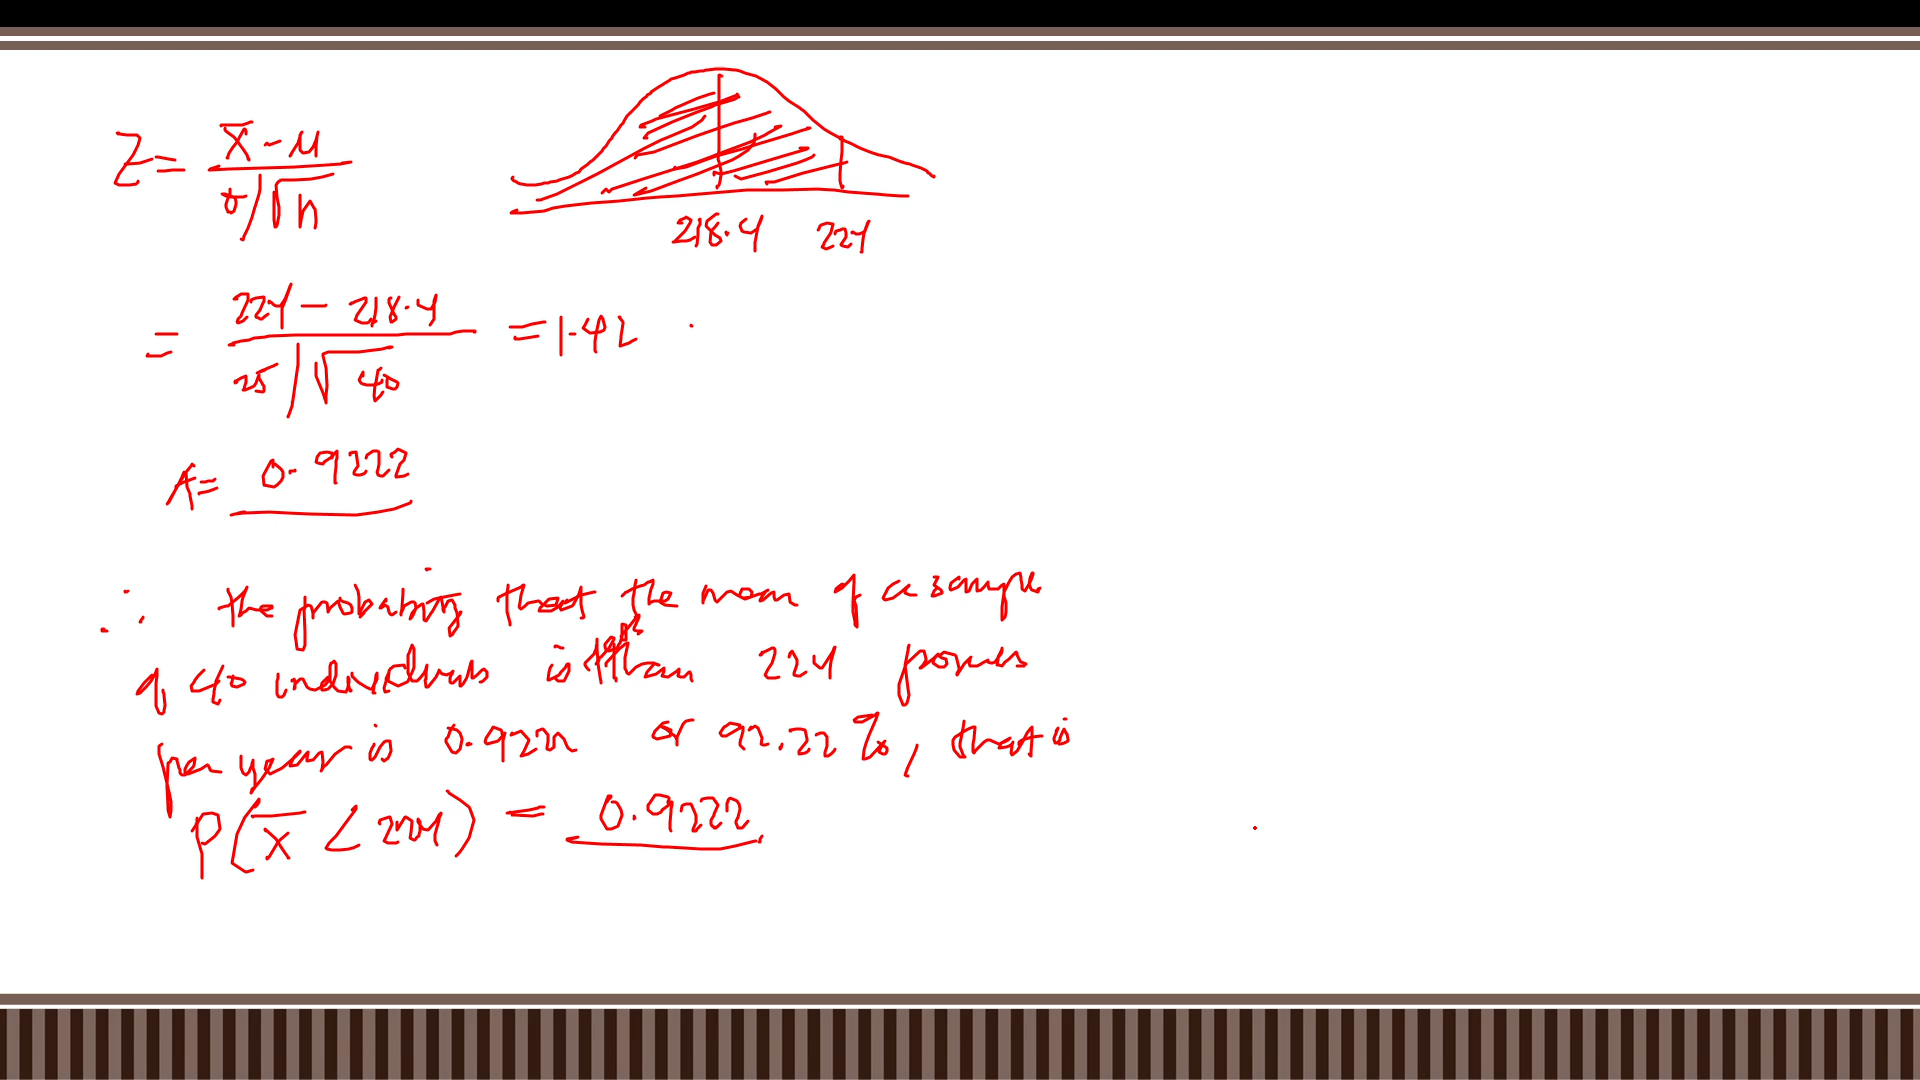 Z = x̄ - μ / σ/√n
218.4 224
= 224 - 218.4 / 25/√40 = 1.42
A = 0.9222
∴ the probability that the mean of a sample
of 40 individuals is than 224 pounds
per year is 0.9222 or 92.22%, that is
P(x̄ < 224) = 0.9222